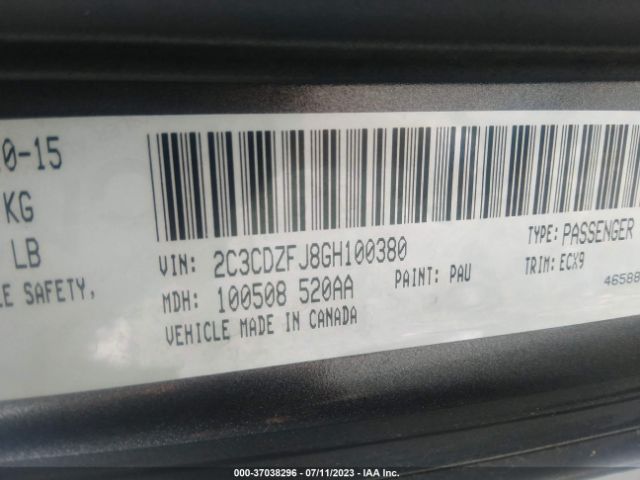 0-15
KG
LB
LE SAFETY,
VIN: 2C3CDZFJ8GH100380
TYPE: PASSENGER
MDH: 100508 520AA
PAINT: PAU
TRIM: ECX9
VEHICLE MADE IN CANADA
46588
000-37038296 - 07/11/2023 - IAA Inc.